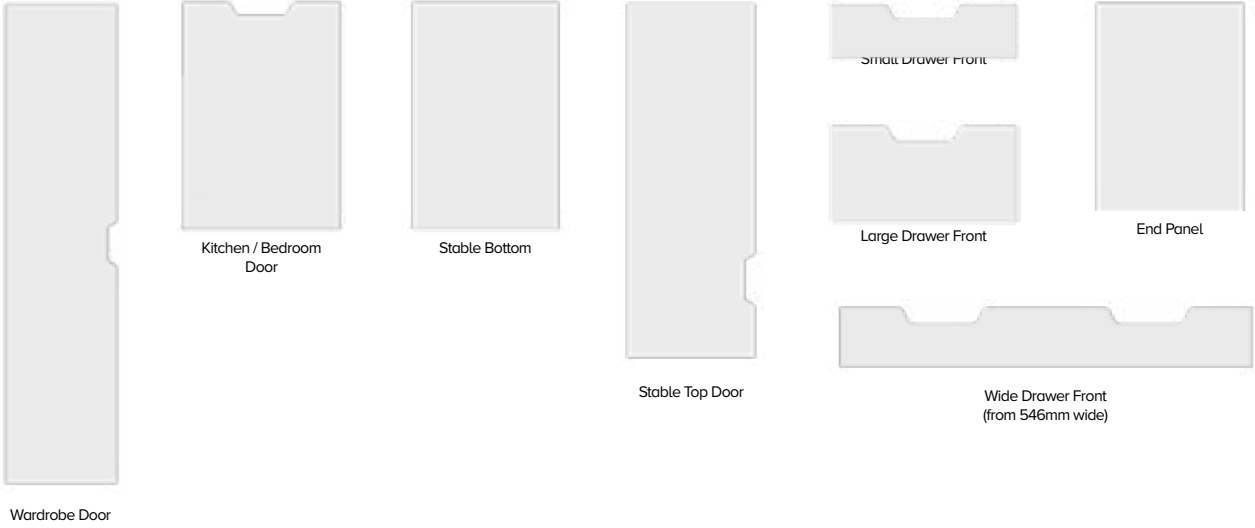 Small Drawer Front
Kitchen / Bedroom
Door
Stable Bottom
Large Drawer Front
End Panel
Stable Top Door
Wide Drawer Front
(from 546mm wide)
Wardrobe Door